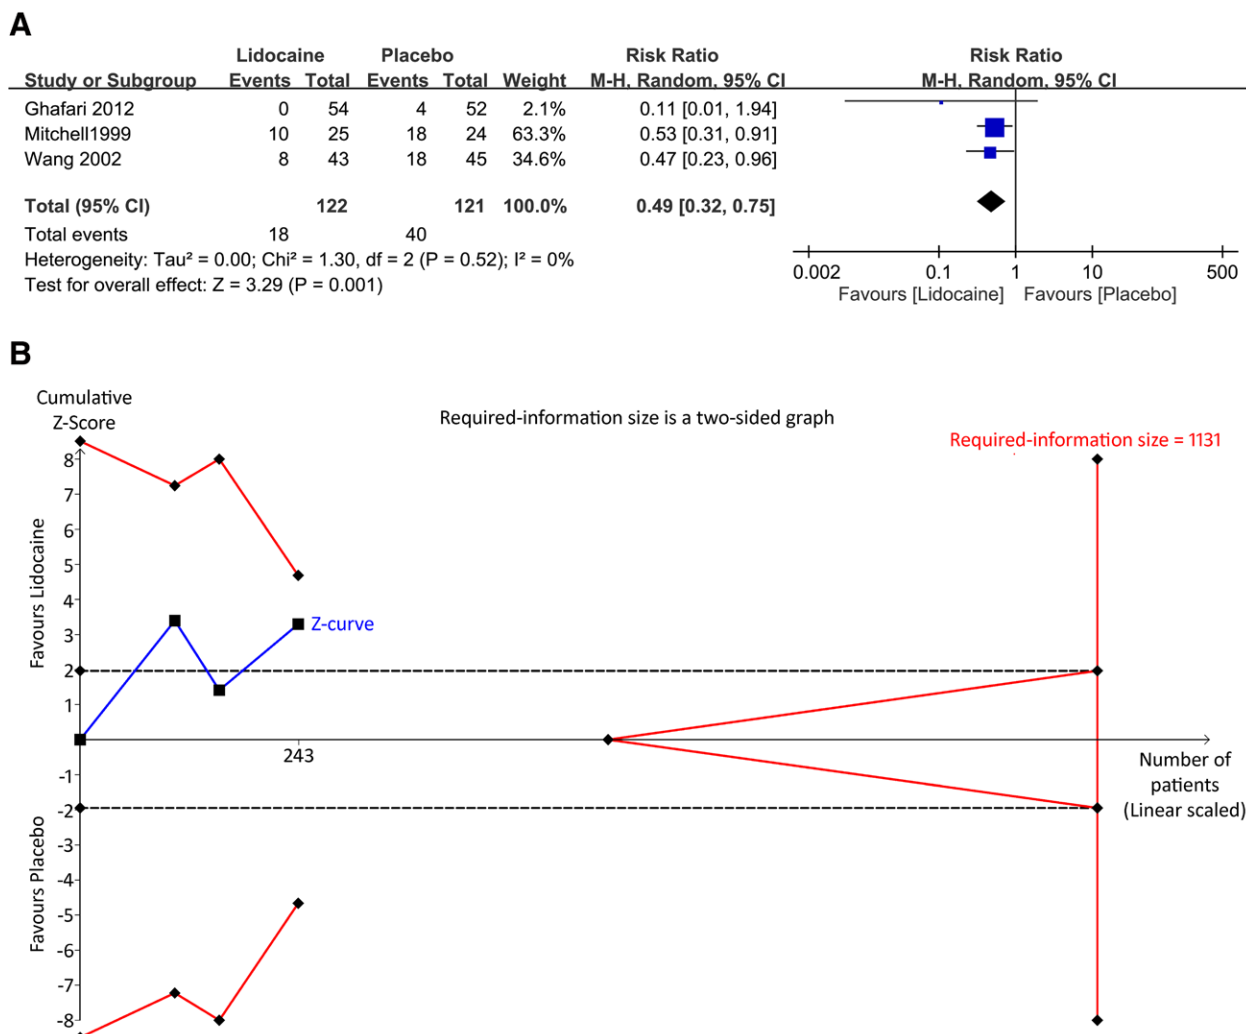 A
Lidocaine Placebo Risk Ratio Risk Ratio
Study or Subgroup Events Total Events Total Weight M-H, Random, 95% CI M-H, Random, 95% CI
Ghafari 2012 0 54 4 52 2.1% 0.11 [0.01, 1.94]
Mitchell1999 10 25 18 24 63.3% 0.53 [0.31, 0.91]
Wang 2002 8 43 18 45 34.6% 0.47 [0.23, 0.96]
Total (95% CI) 122 121 100.0% 0.49 [0.32, 0.75]
Total events 18 40
Heterogeneity: Tau² = 0.00; Chi² = 1.30, df = 2 (P = 0.52); I² = 0%
Test for overall effect: Z = 3.29 (P = 0.001)
0.002 0.1 1 10 500
Favours [Lidocaine] Favours [Placebo]
B
Cumulative
Z-Score
Required-information size is a two-sided graph
Required-information size = 1131
8
7
6
5
4
3
2
1
-1
-2
-3
-4
-5
-6
-7
-8
Favours Lidocaine
Favours Placebo
Z-curve
243
Number of
patients
(Linear scaled)